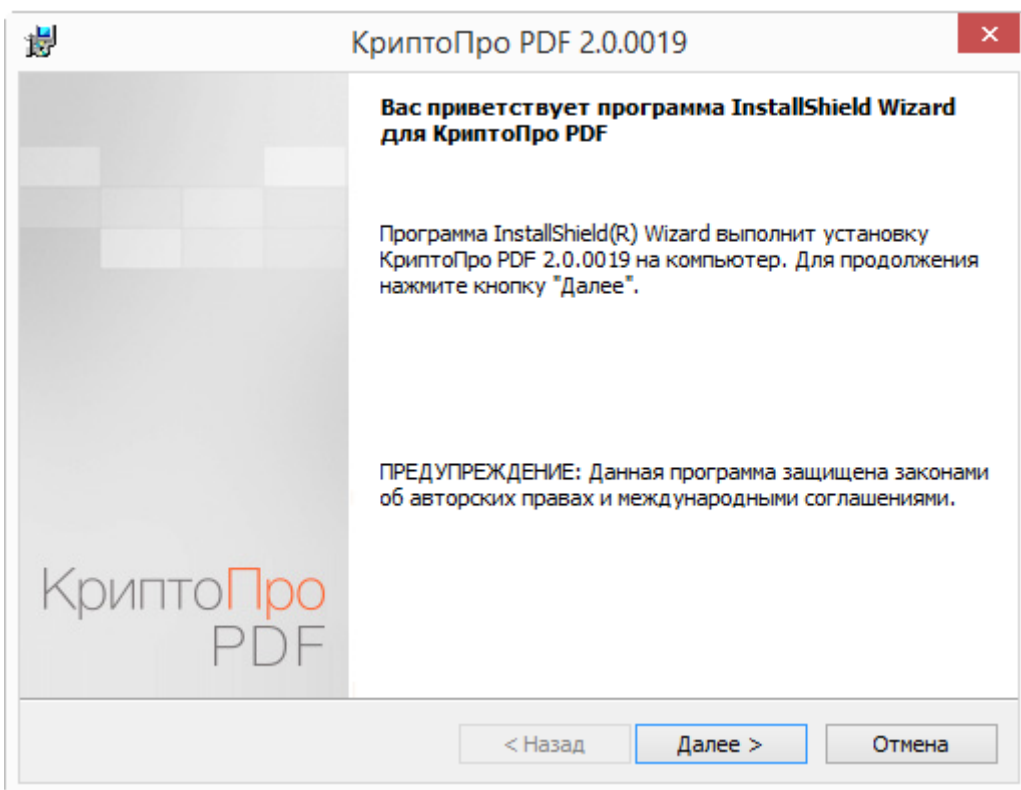 КриптоПро PDF 2.0.0019
Вас приветствует программа InstallShield Wizard
для КриптоПро PDF
Программа InstallShield(R) Wizard выполнит установку
КриптоПро PDF 2.0.0019 на компьютер. Для продолжения
нажмите кнопку "Далее".
ПРЕДУПРЕЖДЕНИЕ: Данная программа защищена законами
об авторских правах и международными соглашениями.
КриптоПро
PDF
< Назад
Далее >
Отмена